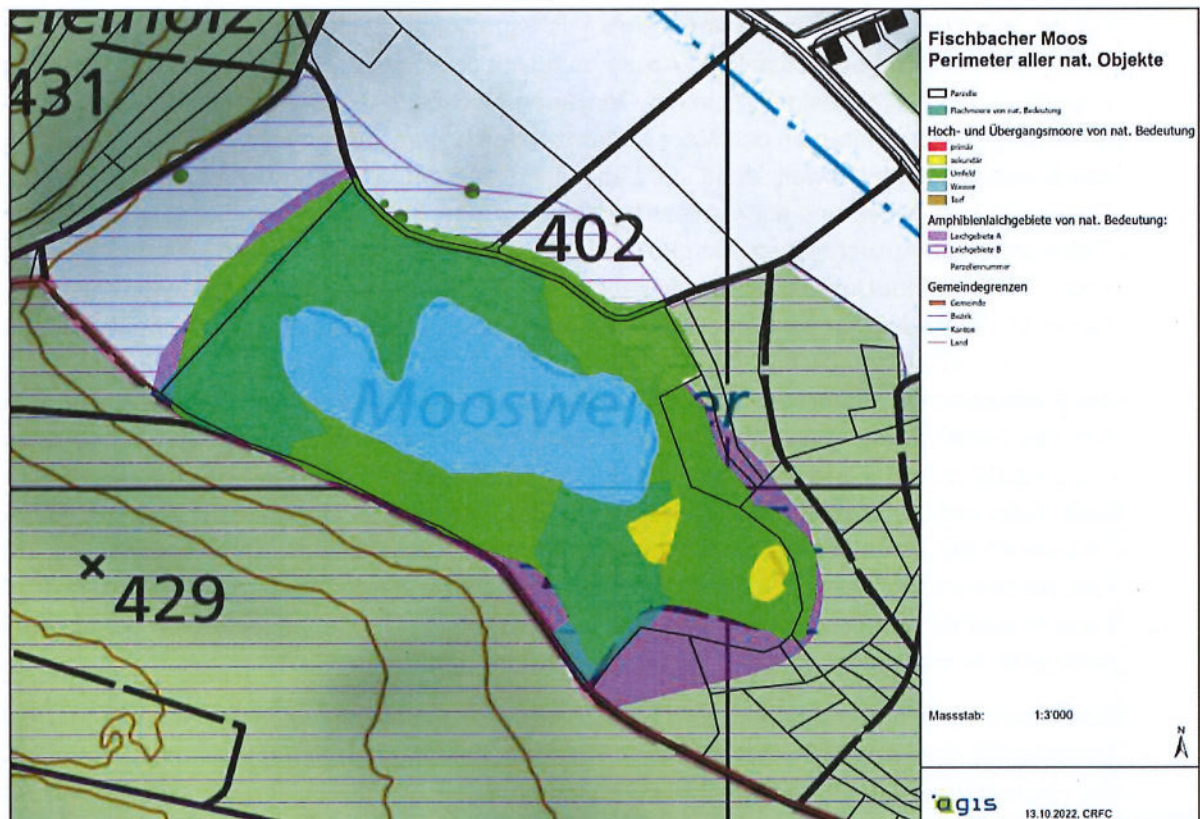 431
402
Moosweiher
429
Fischbacher Moos
Perimeter aller nat. Objekte
Parzelle
Flachmoore von nat. Bedeutung
Hoch- und Übergangsmoore von nat. Bedeutung
primär
sekundär
Umfeld
Wasser
Torf
Amphibienlaichgebiete von nat. Bedeutung:
Laichgebiete A
Laichgebiete B
Parzellennummer
Gemeindegrenzen
Gemeinde
Bezirk
Kanton
Land
Massstab: 1:3'000
N
agis 13.10.2022, CRFC